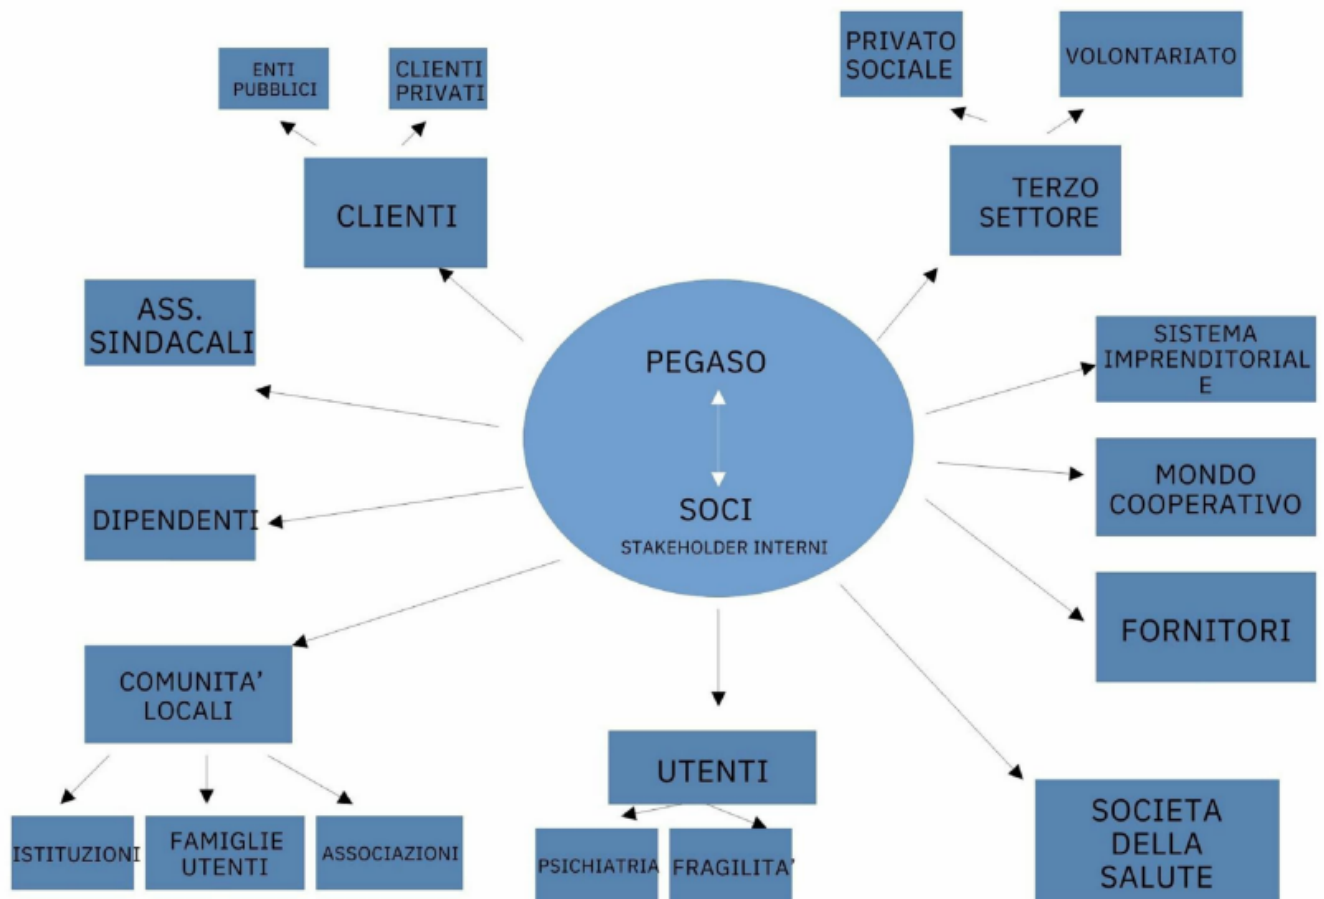 PRIVATO
SOCIALE
VOLONTARIATO
ENTI
PUBBLICI
CLIENTI
PRIVATI
CLIENTI
TERZO
SETTORE
ASS.
SINDACALI
PEGASO
SISTEMA
IMPRENDITORIAL
E
DIPENDENTI
SOCI
STAKEHOLDER INTERNI
MONDO
COOPERATIVO
FORNITORI
COMUNITA'
LOCALI
UTENTI
SOCIETA
DELLA
SALUTE
ISTITUZIONI
FAMIGLIE
UTENTI
ASSOCIAZIONI
PSICHIATRIA
FRAGILITA'